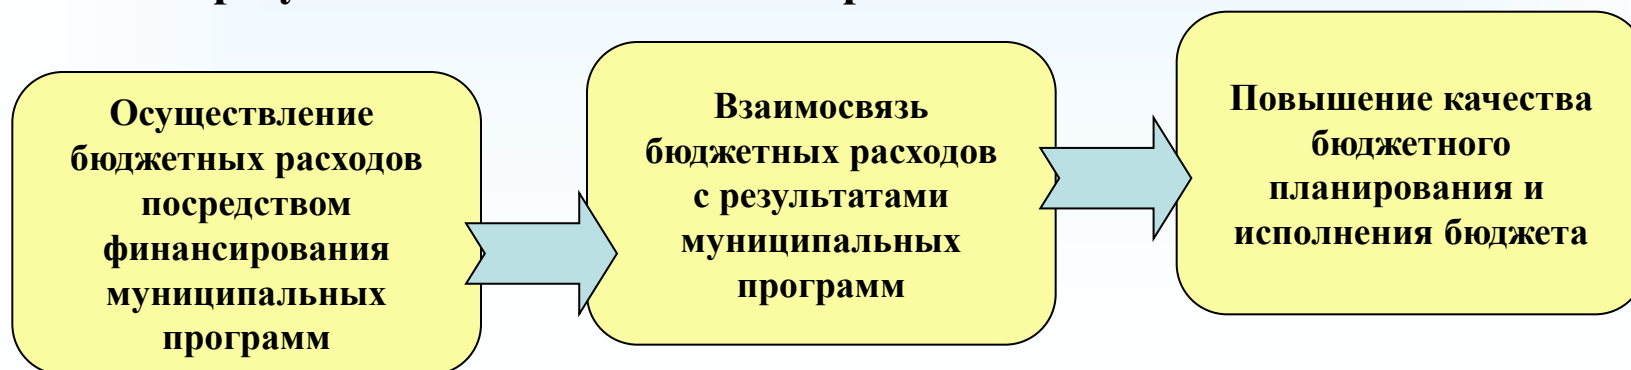 Осуществление
бюджетных расходов
посредством
финансирования
муниципальных
программ
Взаимосвязь
бюджетных расходов
с результатами
муниципальных
программ
Повышение качества
бюджетного
планирования и
исполнения бюджета